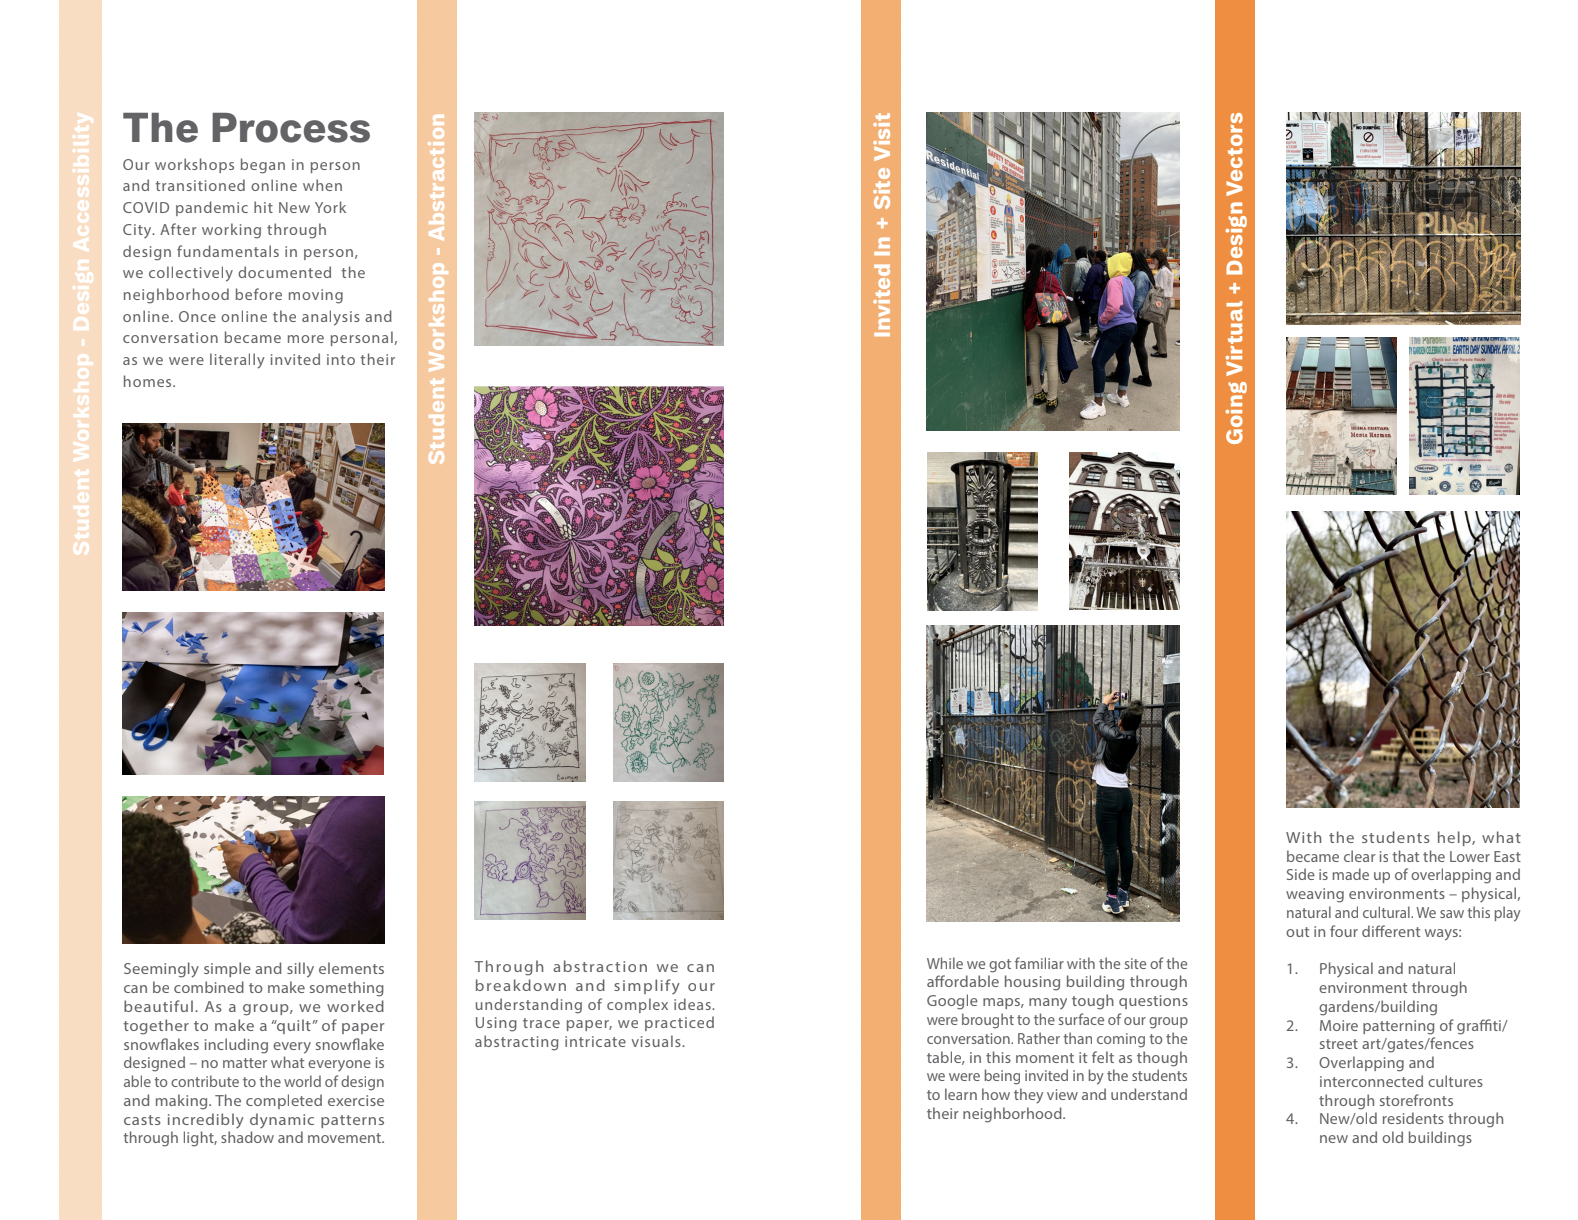 Student Workshop - Design Accessibility
The Process
Our workshops began in person
and transitioned online when
COVID pandemic hit New York
City. After working through
design fundamentals in person,
we collectively documented the
neighborhood before moving
online. Once online the analysis and
conversation became more personal,
as we were literally invited into their
homes.
Seemingly simple and silly elements
can be combined to make something
beautiful. As a group, we worked
together to make a “quilt” of paper
snowflakes including every snowflake
designed – no matter what everyone is
able to contribute to the world of design
and making. The completed exercise
casts incredibly dynamic patterns
through light, shadow and movement.
Student Workshop - Abstraction
Through abstraction we can
breakdown and simplify our
understanding of complex ideas.
Using trace paper, we practiced
abstracting intricate visuals.
Invited In + Site Visit
Residential
While we got familiar with the site of the
affordable housing building through
Google maps, many tough questions
were brought to the surface of our group
conversation. Rather than coming to the
table, in this moment it felt as though
we were being invited in by the students
to learn how they view and understand
their neighborhood.
Going Virtual + Design Vectors
NO DUMPING
EARTH DAY SUNDAY, APRIL 2
With the students help, what
became clear is that the Lower East
Side is made up of overlapping and
weaving environments – physical,
natural and cultural. We saw this play
out in four different ways:
1. Physical and natural
environment through
gardens/building
2. Moire patterning of graffiti/
street art/gates/fences
3. Overlapping and
interconnected cultures
through storefronts
4. New/old residents through
new and old buildings